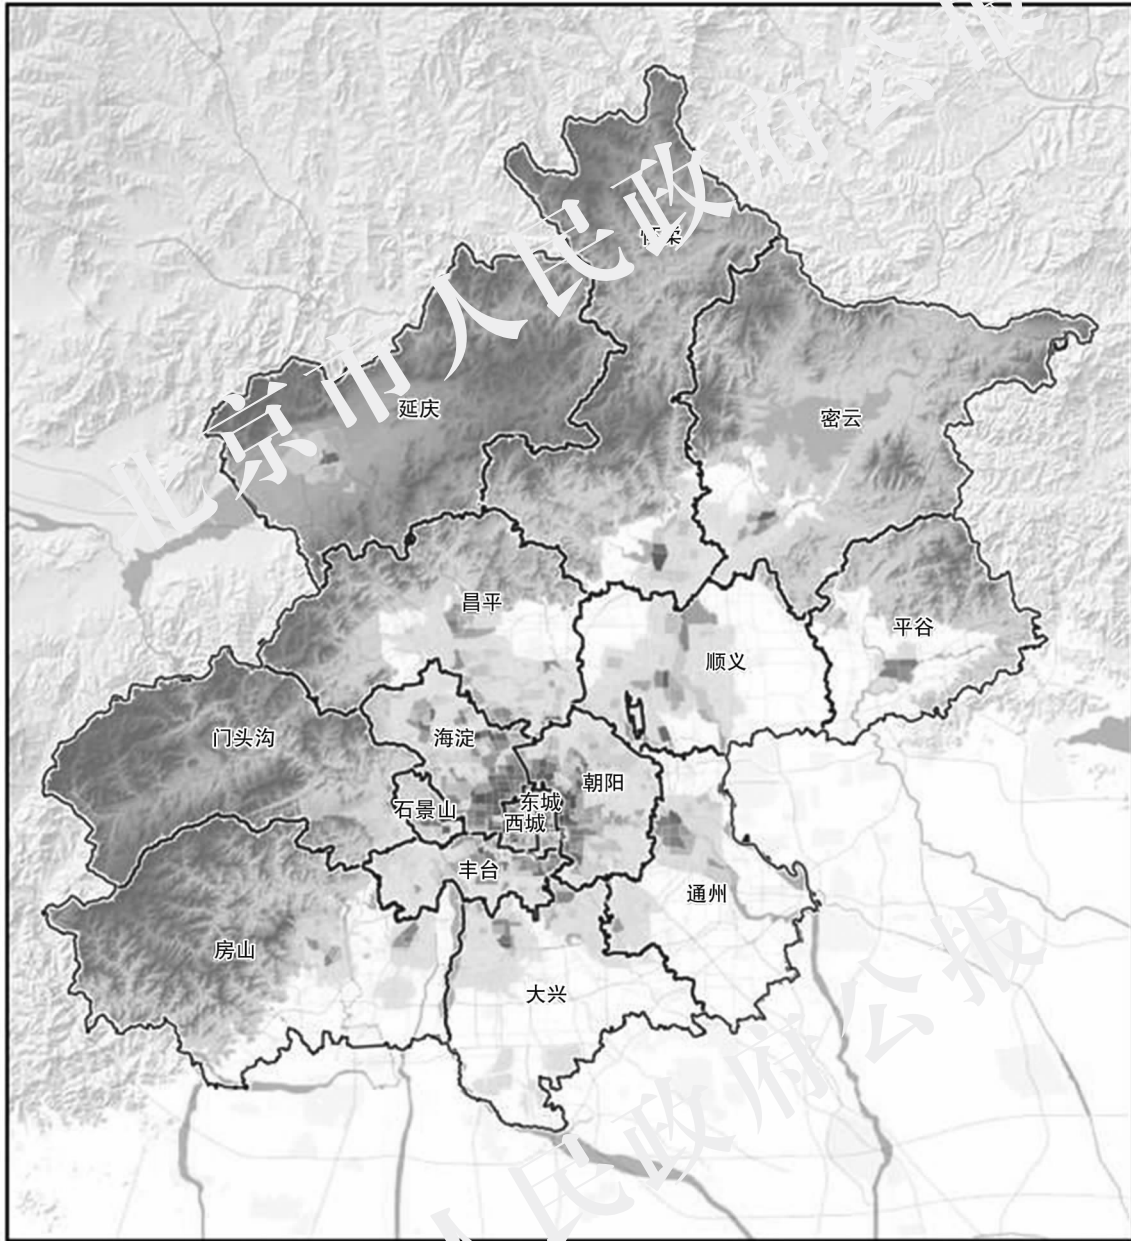 北京市人民政府公报
怀柔
延庆
密云
昌平
平谷
顺义
门头沟
海淀
朝阳
石景山
东城
西城
丰台
通州
房山
大兴
人民政府公报